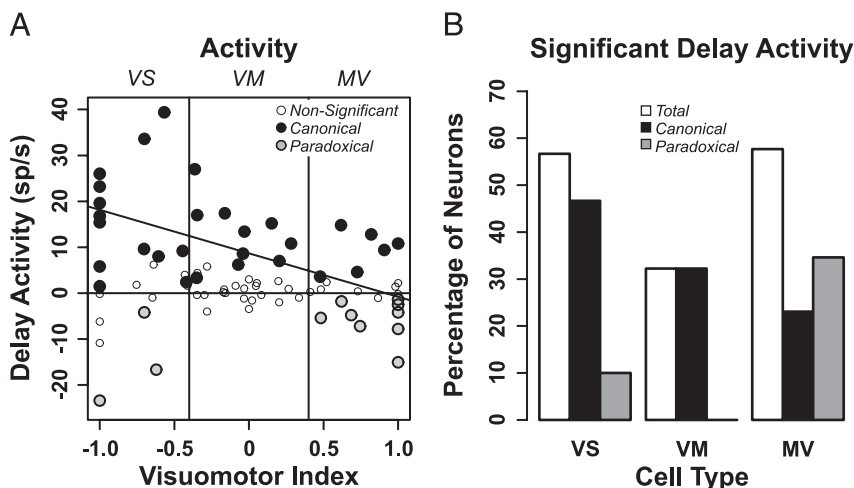 A
Activity
VS VM MV
Non-Significant
Canonical
Paradoxical
Delay Activity (sp/s)
40
30
20
10
0
-10
-20
-1.0 -0.5 0 0.5 1.0
Visuomotor Index
B
Significant Delay Activity
Total
Canonical
Paradoxical
Percentage of Neurons
70
60
50
40
30
20
10
0
VS VM MV
Cell Type